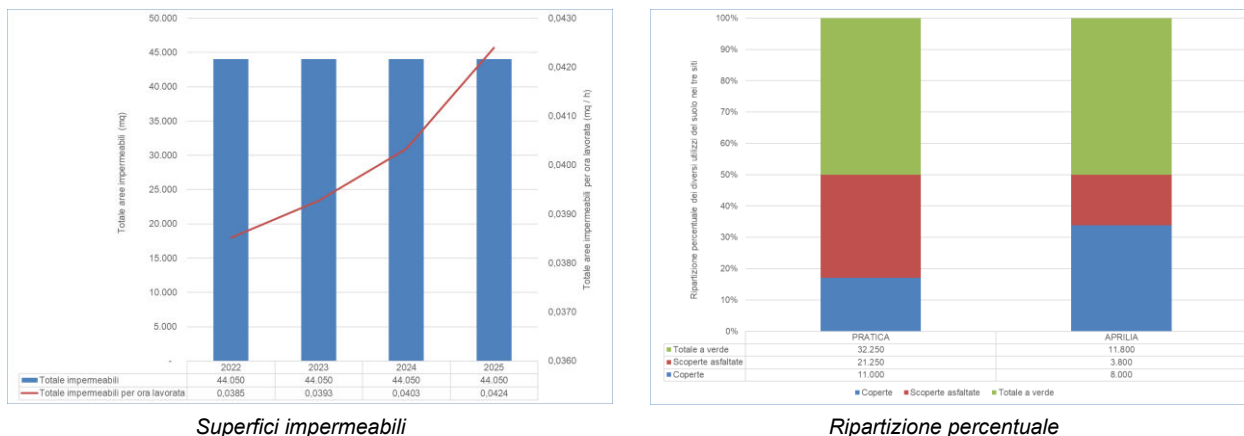 Totale aree impermeabili (mq)
50.000
45.000
40.000
35.000
30.000
25.000
20.000
15.000
10.000
5.000
-
0,0430
0,0420
0,0410
0,0400
0,0390
0,0380
0,0370
0,0360
Totale aree impermeabili per ora lavorata (mq / h)
2022 2023 2024 2025
Totale impermeabili 44.050 44.050 44.050 44.050
Totale impermeabili per ora lavorata 0,0385 0,0393 0,0403 0,0424
Superfici impermeabili
Ripartizione percentuale dei diversi utilizzi del suolo nei tre siti
100%
90%
80%
70%
60%
50%
40%
30%
20%
10%
0%
PRATICA APRILIA
Totale a verde 32.250 11.800
Scoperte asfaltate 21.250 3.800
Coperte 11.000 8.000
Coperte Scoperte asfaltate Totale a verde
Ripartizione percentuale